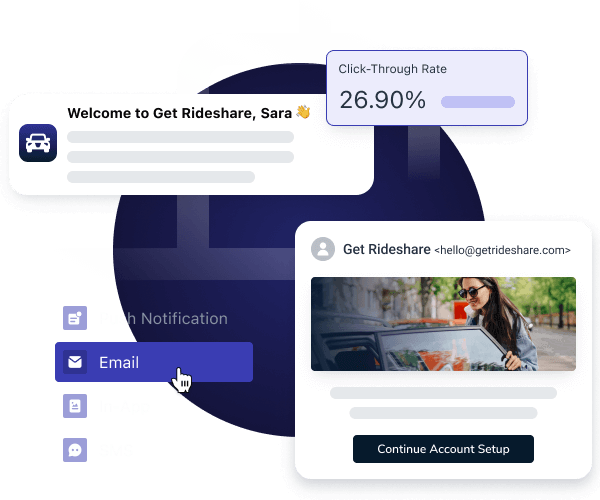 Click-Through Rate
26.90%
Welcome to Get Rideshare, Sara 👋
Get Rideshare <hello@getrideshare.com>
Notification
Email
Continue Account Setup